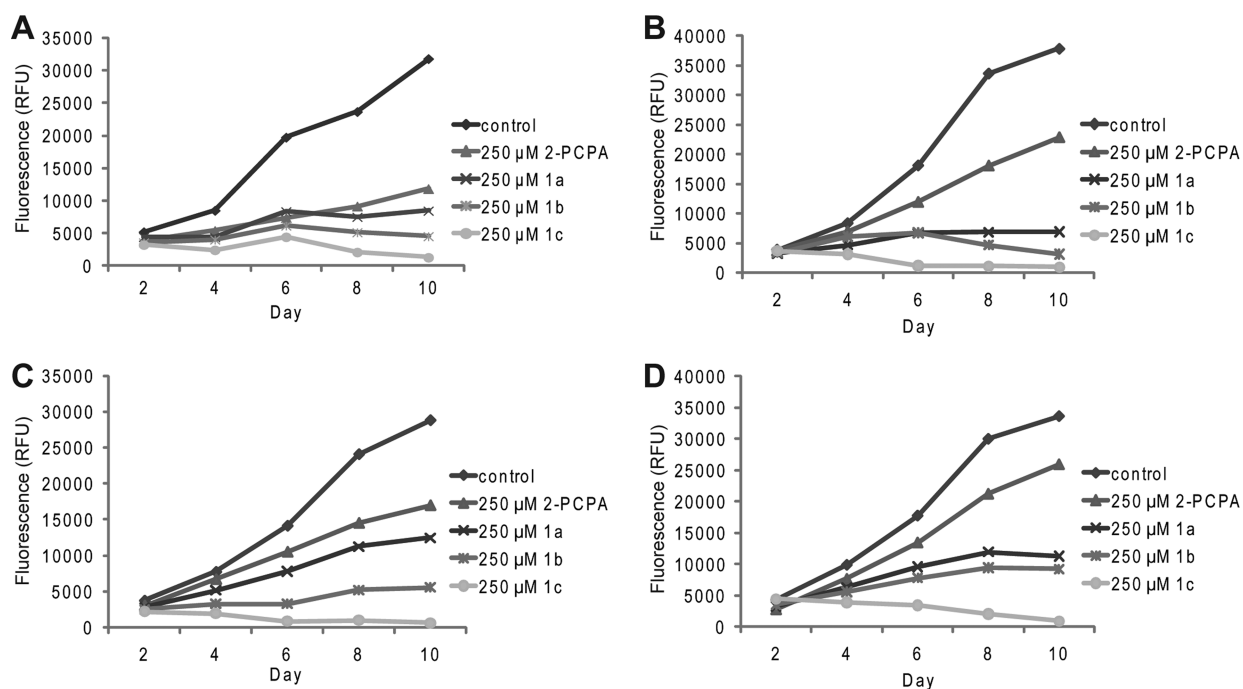 A
Fluorescence (RFU)
35000
30000
25000
20000
15000
10000
5000
0
2 4 6 8 10
Day
control
250 µM 2-PCPA
250 µM 1a
250 µM 1b
250 µM 1c
B
Fluorescence (RFU)
40000
35000
30000
25000
20000
15000
10000
5000
0
2 4 6 8 10
Day
control
250 µM 2-PCPA
250 µM 1a
250 µM 1b
250 µM 1c
C
Fluorescence (RFU)
35000
30000
25000
20000
15000
10000
5000
0
2 4 6 8 10
Day
control
250 µM 2-PCPA
250 µM 1a
250 µM 1b
250 µM 1c
D
Fluorescence (RFU)
40000
35000
30000
25000
20000
15000
10000
5000
0
2 4 6 8 10
Day
control
250 µM 2-PCPA
250 µM 1a
250 µM 1b
250 µM 1c